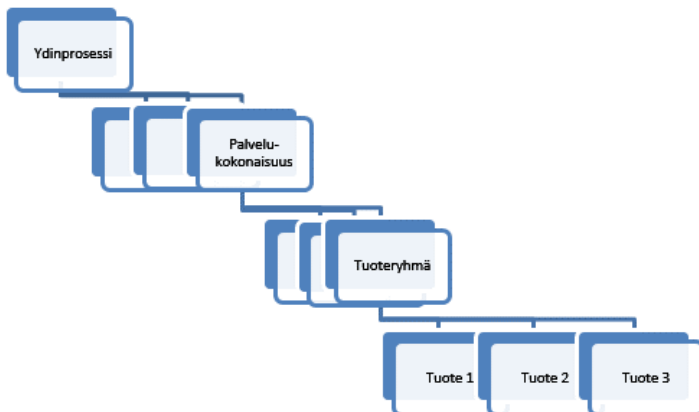 Ydinprosessi
Palvelu-
kokonaisuus
Tuoteryhmä
Tuote 1
Tuote 2
Tuote 3